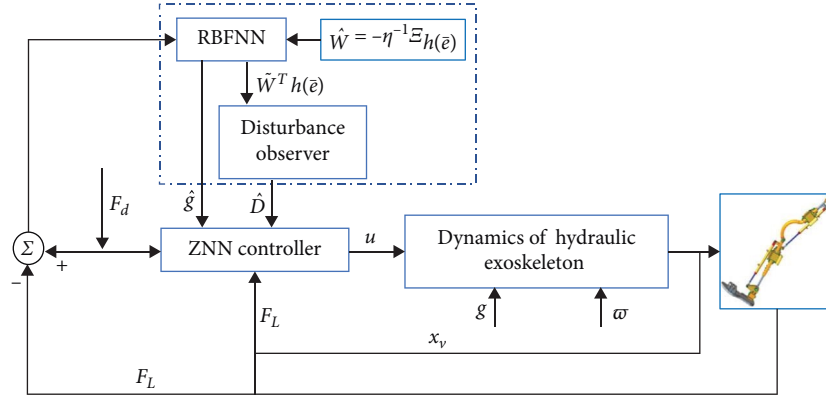 RBFNN
Ŵ = −η⁻¹Ξh(ē)
W̃ᵀh(ē)
Disturbance
observer
F_d
ĝ
D̂
Σ
+
−
ZNN controller
u
Dynamics of hydraulic
exoskeleton
F_L
g
ϖ
x_v
F_L